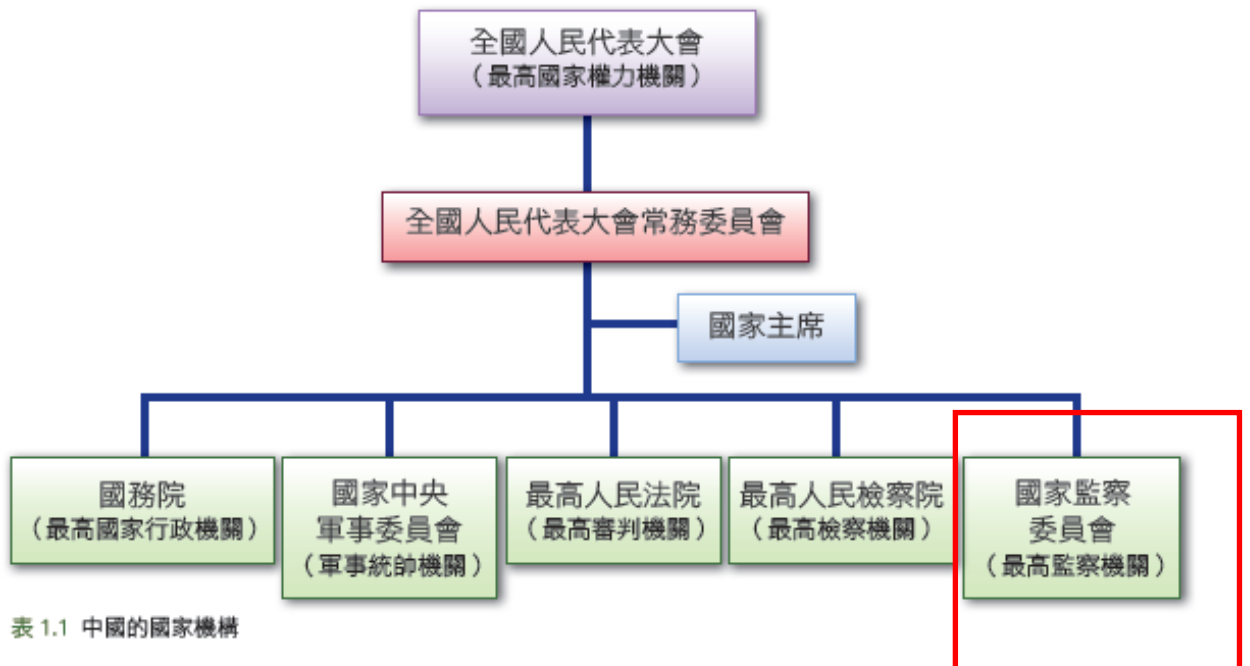 全國人民代表大會
（最高國家權力機關）
全國人民代表大會常務委員會
國家主席
國務院
（最高國家行政機關）
國家中央
軍事委員會
（軍事統帥機關）
最高人民法院
（最高審判機關）
最高人民檢察院
（最高檢察機關）
國家監察
委員會
（最高監察機關）
表 1.1 中國的國家機構